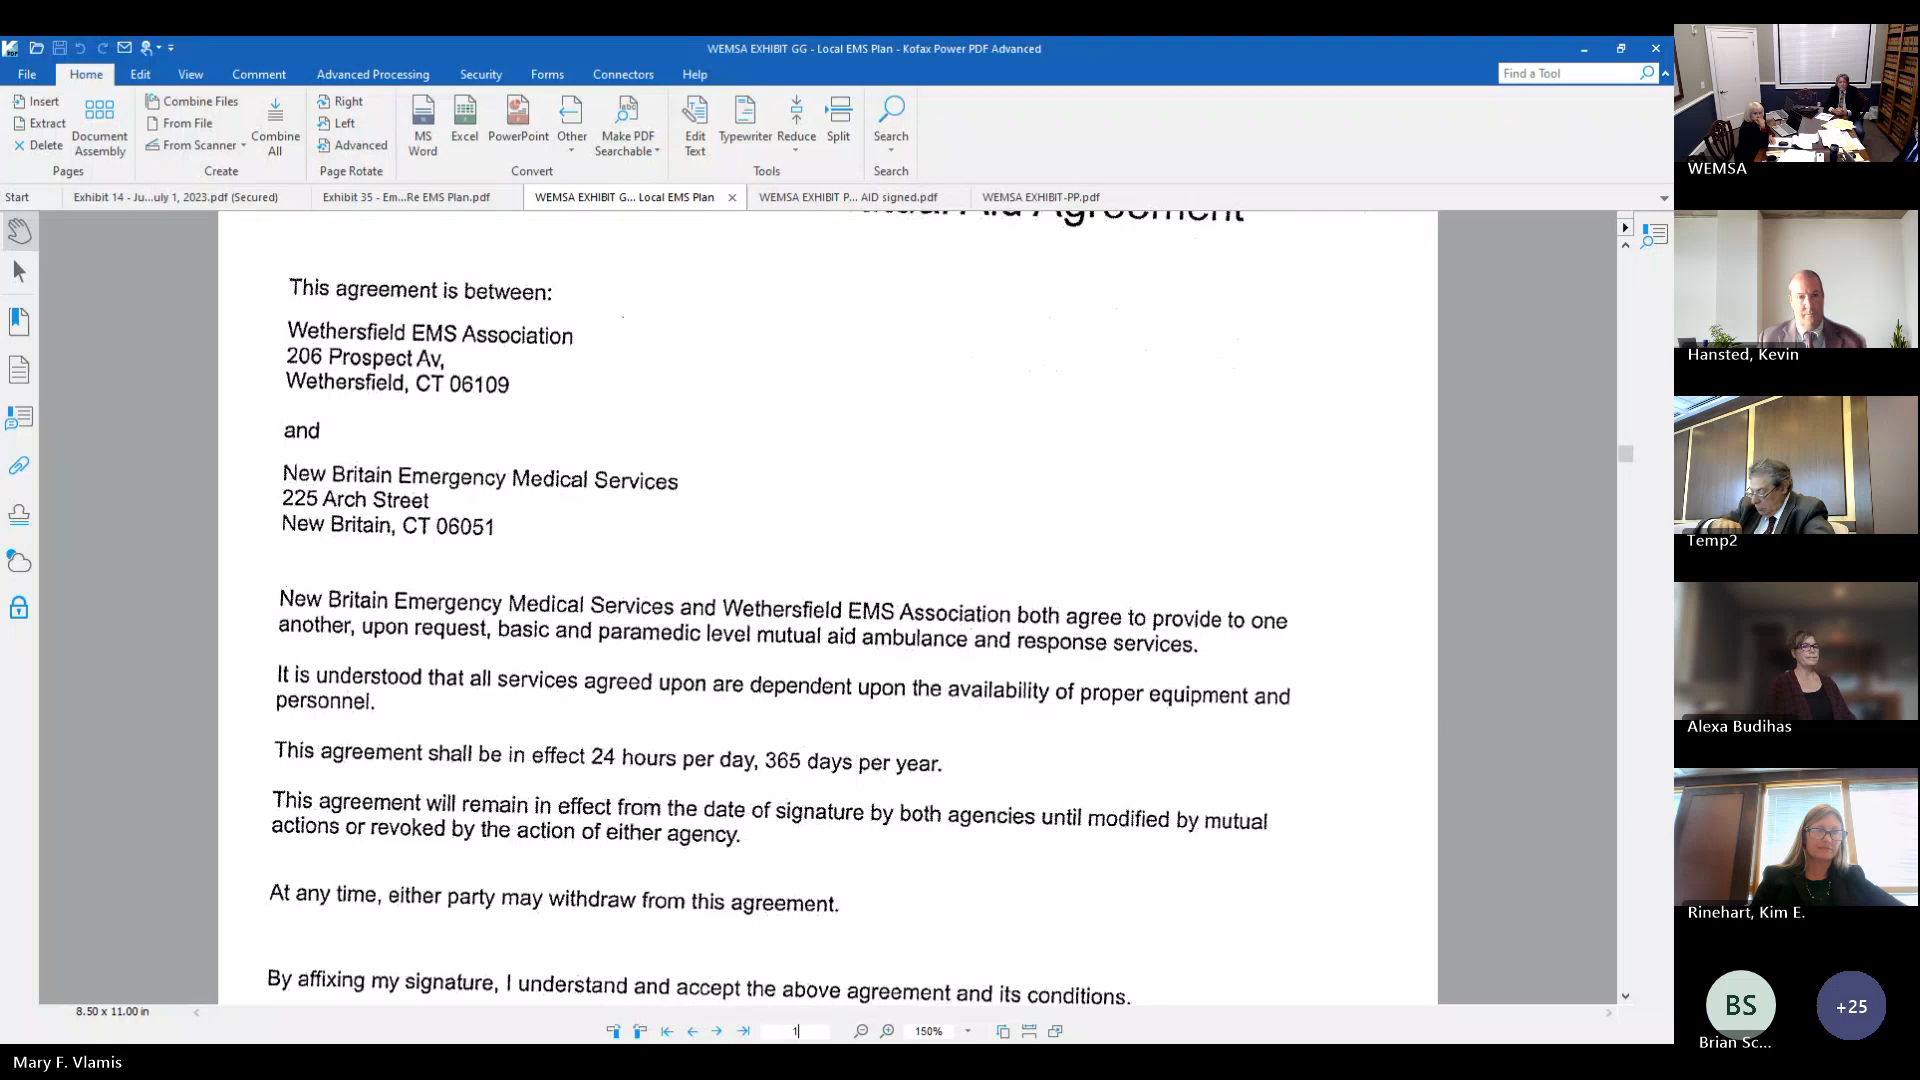 WEMSA EXHIBIT GG - Local EMS Plan - Kofax Power PDF Advanced
File
Home
Edit
View
Comment
Advanced Processing
Security
Forms
Connectors
Help
Find a Tool
Insert
Extract
Delete
Document Assembly
Pages
Combine Files
From File
From Scanner
Combine All
Create
Right
Left
Advanced
Page Rotate
MS Word
Excel
PowerPoint
Other
Make PDF Searchable
Convert
Edit Text
Typewriter
Reduce
Split
Tools
Search
Search
Start
Exhibit 14 - Ju...uly 1, 2023.pdf (Secured)
Exhibit 35 - Em...Re EMS Plan.pdf
WEMSA EXHIBIT G... Local EMS Plan
WEMSA EXHIBIT P... AID signed.pdf
WEMSA EXHIBIT-PP.pdf
Aid Agreement
This agreement is between:
Wethersfield EMS Association
206 Prospect Av,
Wethersfield, CT 06109
and
New Britain Emergency Medical Services
225 Arch Street
New Britain, CT 06051
New Britain Emergency Medical Services and Wethersfield EMS Association both agree to provide to one
another, upon request, basic and paramedic level mutual aid ambulance and response services.
It is understood that all services agreed upon are dependent upon the availability of proper equipment and
personnel.
This agreement shall be in effect 24 hours per day, 365 days per year.
This agreement will remain in effect from the date of signature by both agencies until modified by mutual
actions or revoked by the action of either agency.
At any time, either party may withdraw from this agreement.
By affixing my signature, I understand and accept the above agreement and its conditions.
8.50 x 11.00 in
1
150%
Mary F. Vlamis
WEMSA
Hansted, Kevin
Temp2
Alexa Budihas
Rinehart, Kim E.
BS
Brian Sc...
+25